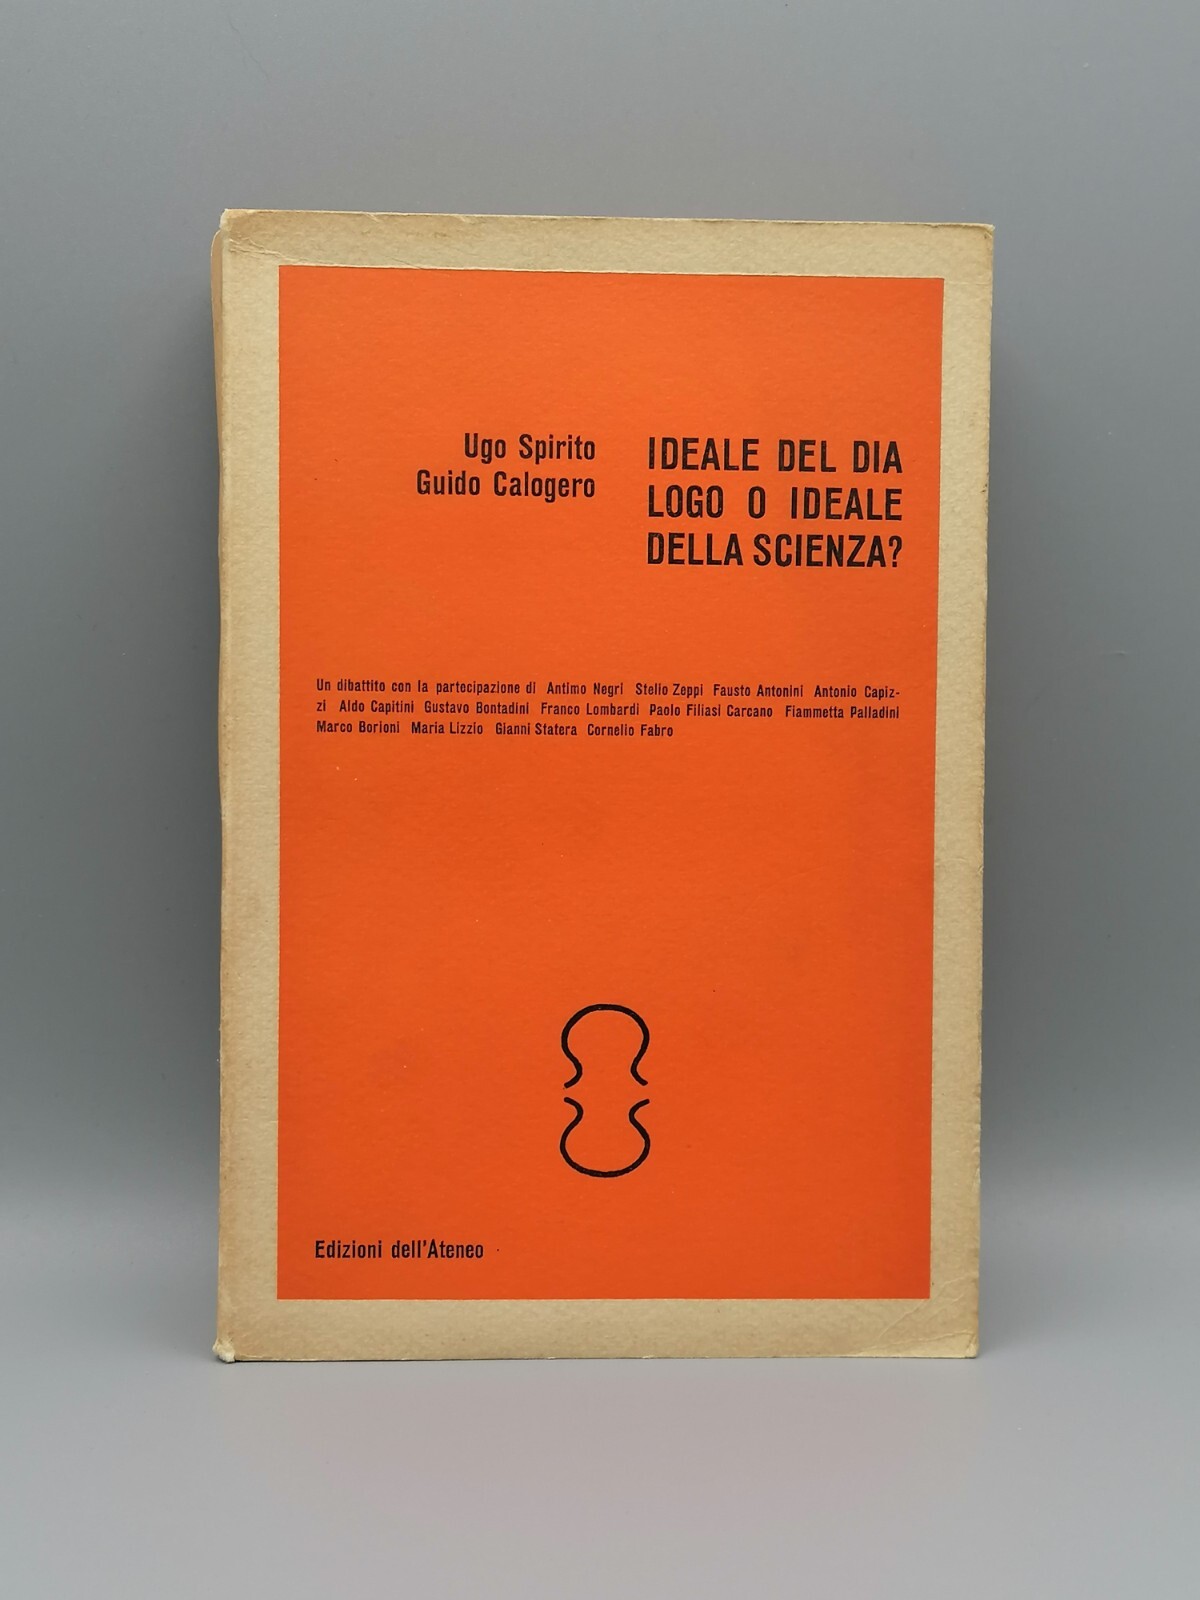 Ugo Spirito
Guido Calogero
IDEALE DEL DIA
LOGO O IDEALE
DELLA SCIENZA?
Un dibattito con la partecipazione di Antimo Negri Stelio Zeppi Fausto Antonini Antonio Capiz-
zi Aldo Capitini Gustavo Bontadini Franco Lombardi Paolo Filiasi Carcano Fiammetta Palladini
Marco Borioni Maria Lizzio Gianni Statera Cornelio Fabro
Edizioni dell'Ateneo